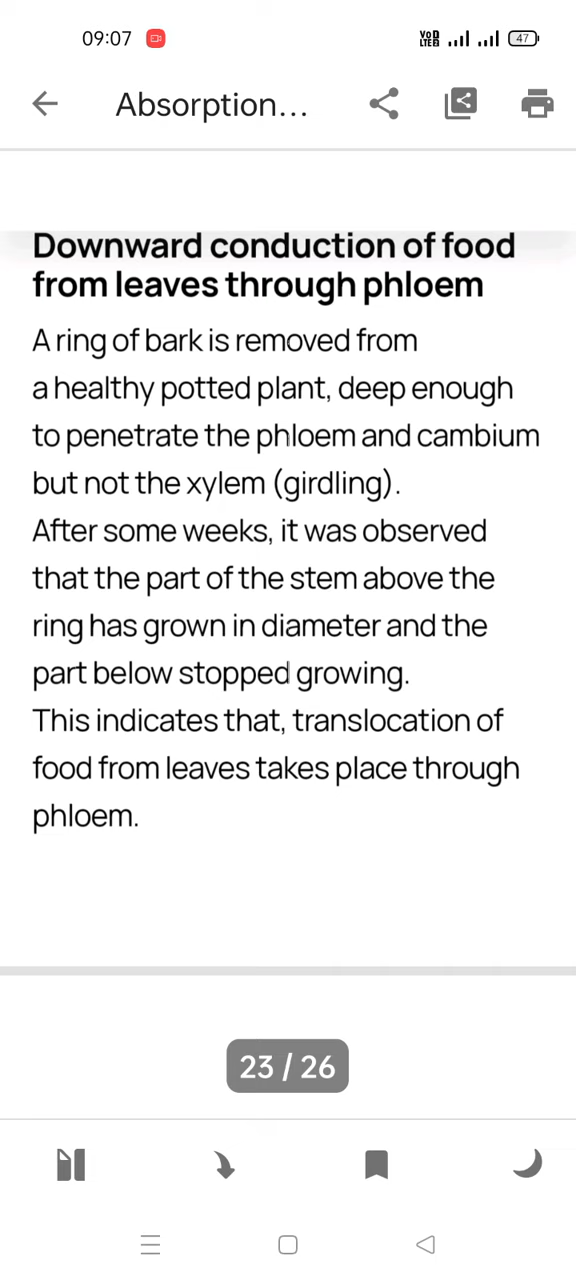 09:07
VoD LTE2 47
Absorption...
Downward conduction of food
from leaves through phloem
A ring of bark is removed from
a healthy potted plant, deep enough
to penetrate the phloem and cambium
but not the xylem (girdling).
After some weeks, it was observed
that the part of the stem above the
ring has grown in diameter and the
part below stopped growing.
This indicates that, translocation of
food from leaves takes place through
phloem.
23 / 26